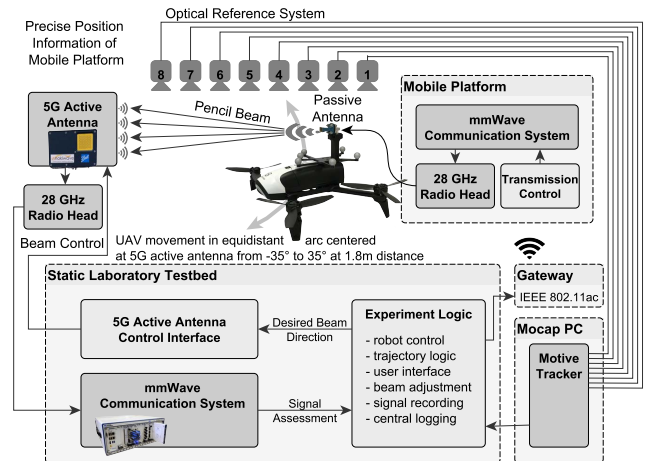 Optical Reference System
Precise Position
Information of
Mobile Platform
8 7 6 5 4 3 2 1
5G Active
Antenna
Pencil Beam
Passive
Antenna
Mobile Platform
mmWave
Communication System
28 GHz
Radio Head
Transmission
Control
28 GHz
Radio Head
Beam Control
UAV movement in equidistant arc centered
at 5G active antenna from -35° to 35° at 1.8m distance
Static Laboratory Testbed
Gateway
IEEE 802.11ac
5G Active Antenna
Control Interface
Desired Beam
Direction
Experiment Logic
- robot control
- trajectory logic
- user interface
- beam adjustment
- signal recording
- central logging
Mocap PC
Motive
Tracker
mmWave
Communication System
Signal
Assessment